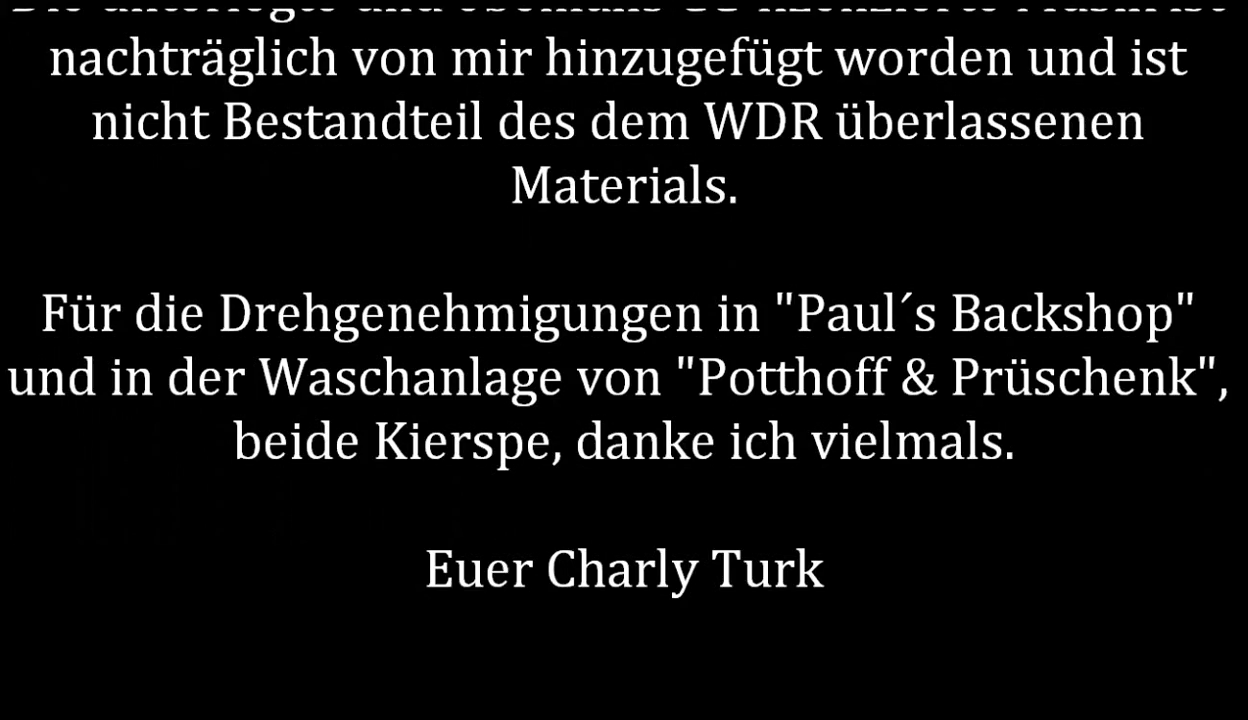 nachträglich von mir hinzugefügt worden und ist
nicht Bestandteil des dem WDR überlassenen
Materials.
Für die Drehgenehmigungen in "Paul´s Backshop"
und in der Waschanlage von "Potthoff & Prüschenk",
beide Kierspe, danke ich vielmals.
Euer Charly Turk